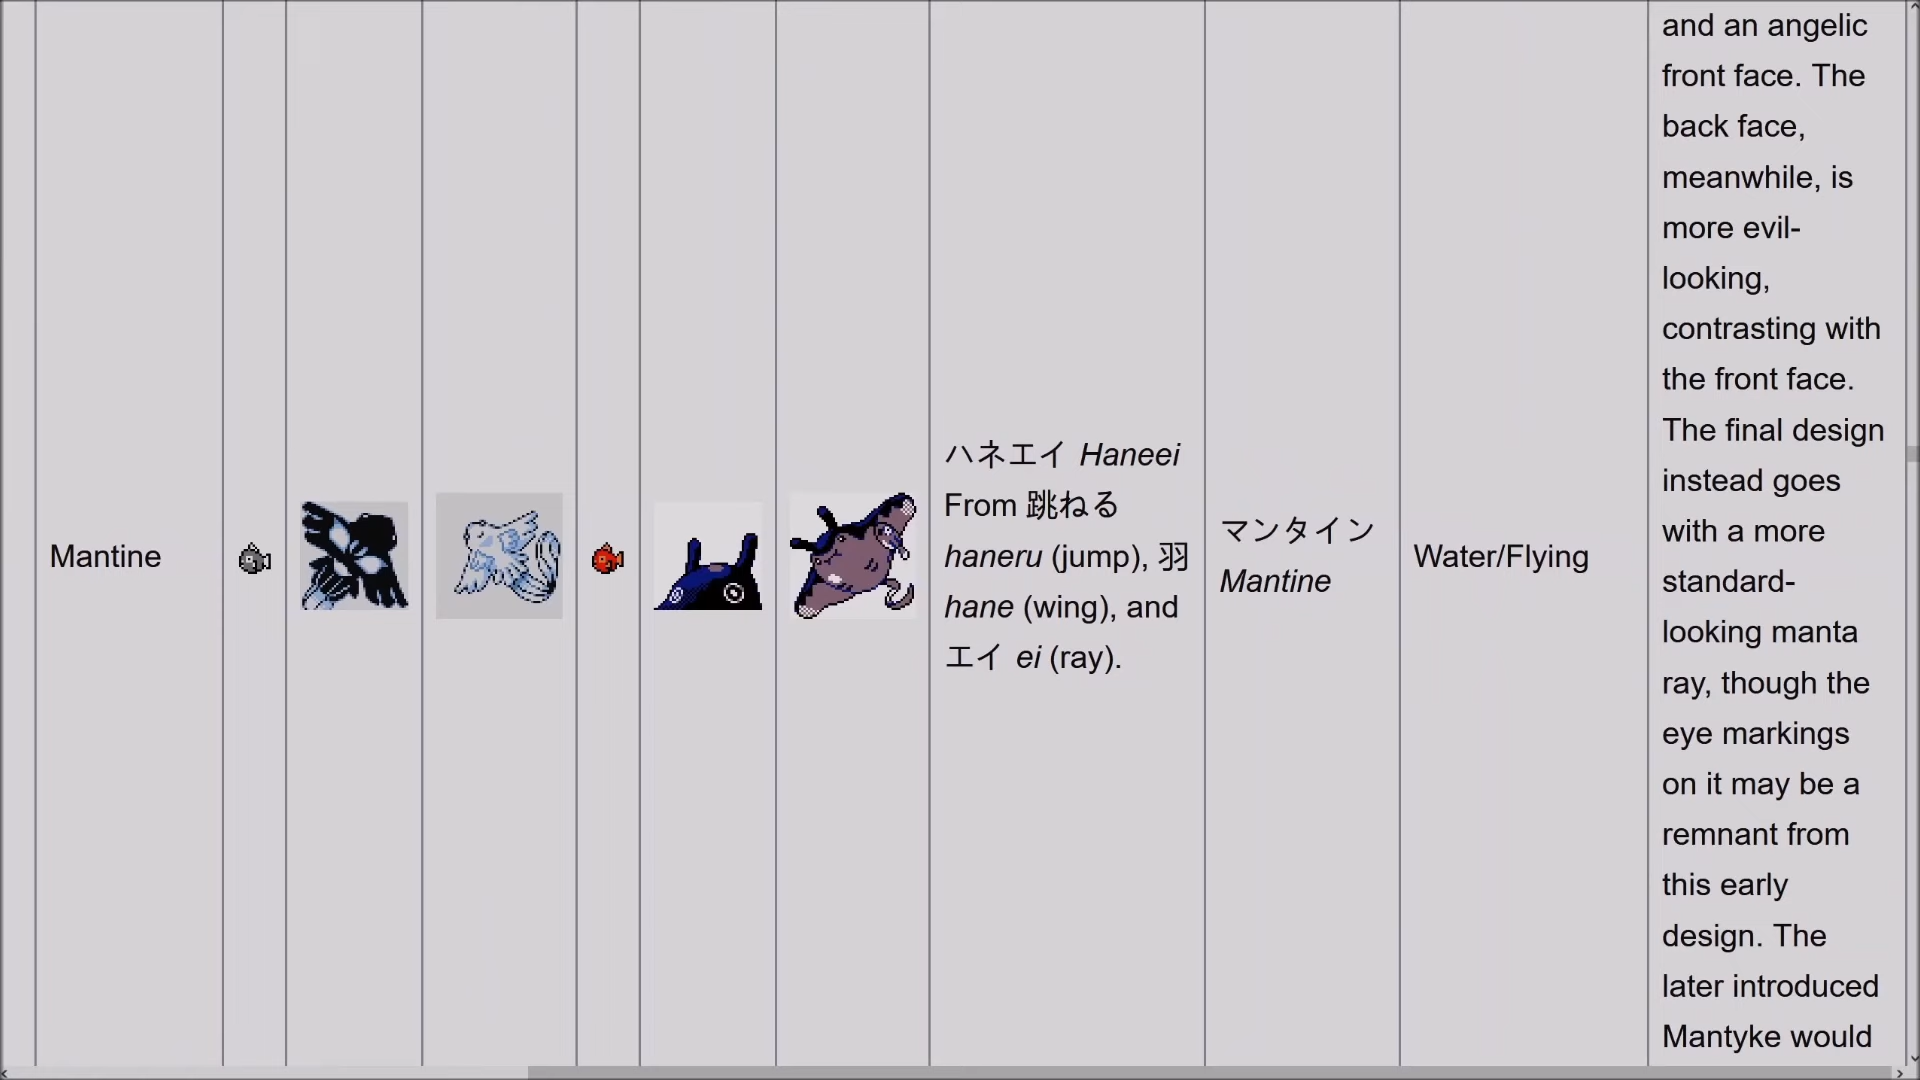 Mantine
ハネエイ Haneei
From 跳ねる
haneru (jump), 羽
hane (wing), and
エイ ei (ray).
マンタイン
Mantine
Water/Flying
and an angelic
front face. The
back face,
meanwhile, is
more evil-
looking,
contrasting with
the front face.
The final design
instead goes
with a more
standard-
looking manta
ray, though the
eye markings
on it may be a
remnant from
this early
design. The
later introduced
Mantyke would